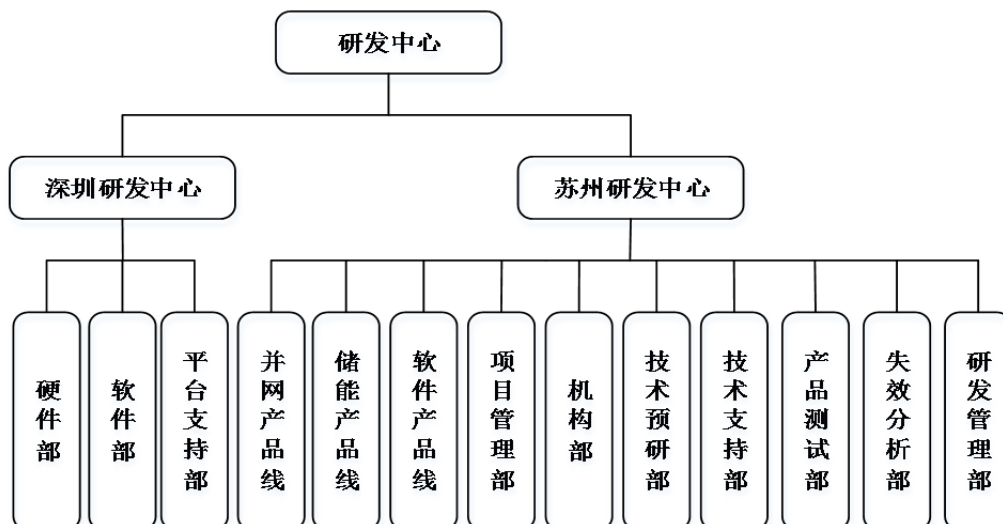 研发中心
深圳研发中心
苏州研发中心
硬件部
软件部
平台支持部
并网产品线
储能产品线
软件产品线
项目管理部
机构部
技术预研部
技术支持部
产品测试部
失效分析部
研发管理部